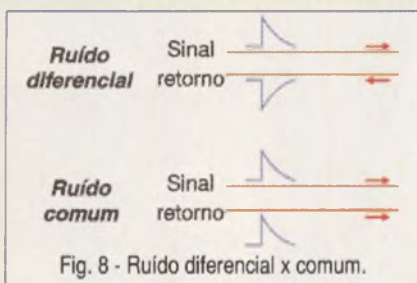 Ruído diferencial
Sinal
retorno
Ruído comum
Sinal
retorno
Fig. 8 - Ruído diferencial x comum.